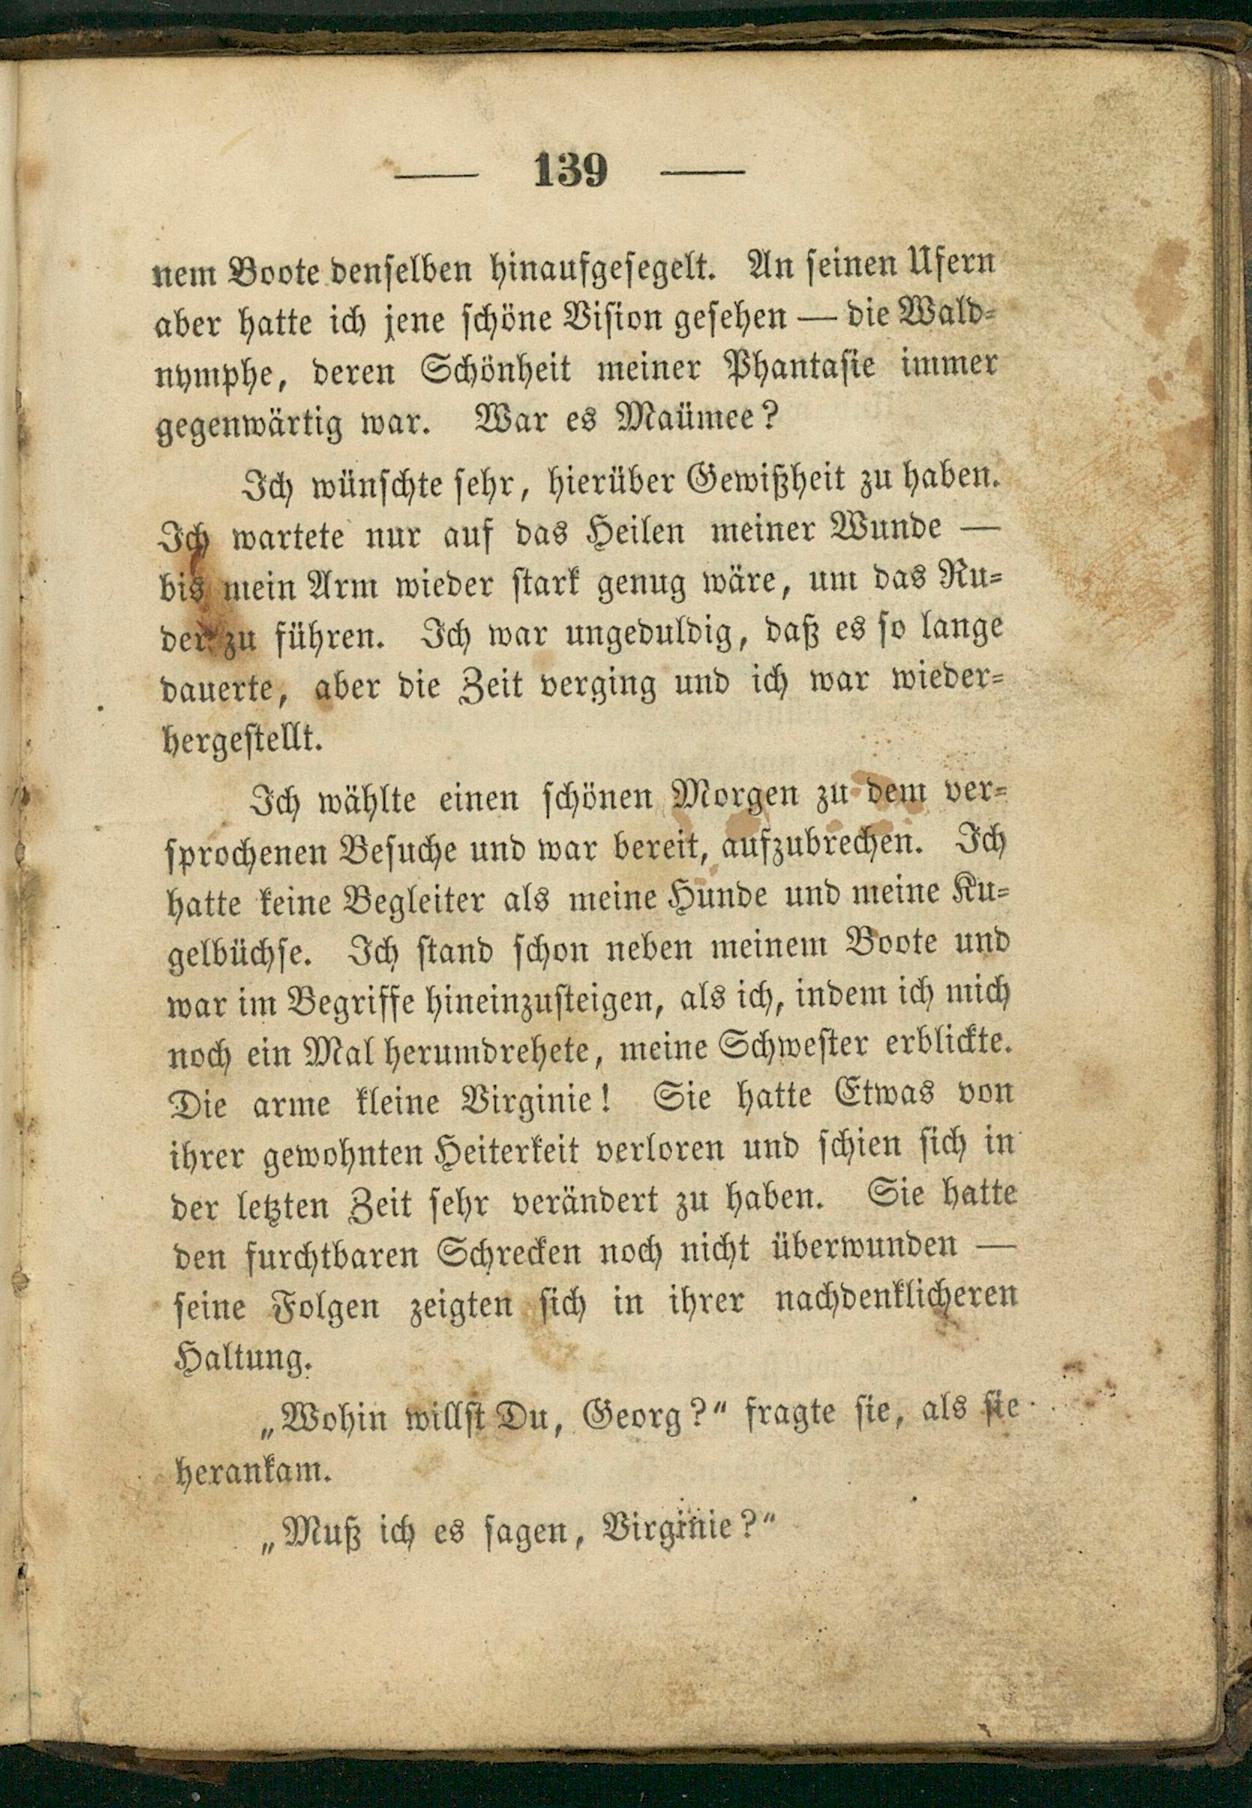 — 139 —
nem Boote denselben hinaufgesegelt. An seinen Ufern
aber hatte ich jene schöne Vision gesehen — die Wald-
nymphe, deren Schönheit meiner Phantasie immer
gegenwärtig war. War es Maümee?
Ich wünschte sehr, hierüber Gewißheit zu haben.
Ich wartete nur auf das Heilen meiner Wunde —
bis mein Arm wieder stark genug wäre, um das Ru-
der zu führen. Ich war ungeduldig, daß es so lange
dauerte, aber die Zeit verging und ich war wieder-
hergestellt.
Ich wählte einen schönen Morgen zu dem ver-
sprochenen Besuche und war bereit, aufzubrechen. Ich
hatte keine Begleiter als meine Hunde und meine Ku-
gelbüchse. Ich stand schon neben meinem Boote und
war im Begriffe hineinzusteigen, als ich, indem ich mich
noch ein Mal herumdrehete, meine Schwester erblickte.
Die arme kleine Virginie! Sie hatte Etwas von
ihrer gewohnten Heiterkeit verloren und schien sich in
der letzten Zeit sehr verändert zu haben. Sie hatte
den furchtbaren Schrecken noch nicht überwunden —
seine Folgen zeigten sich in ihrer nachdenklicheren
Haltung.
„Wohin willst Du, Georg?“ fragte sie, als sie
herankam.
„Muß ich es sagen, Virginie?“